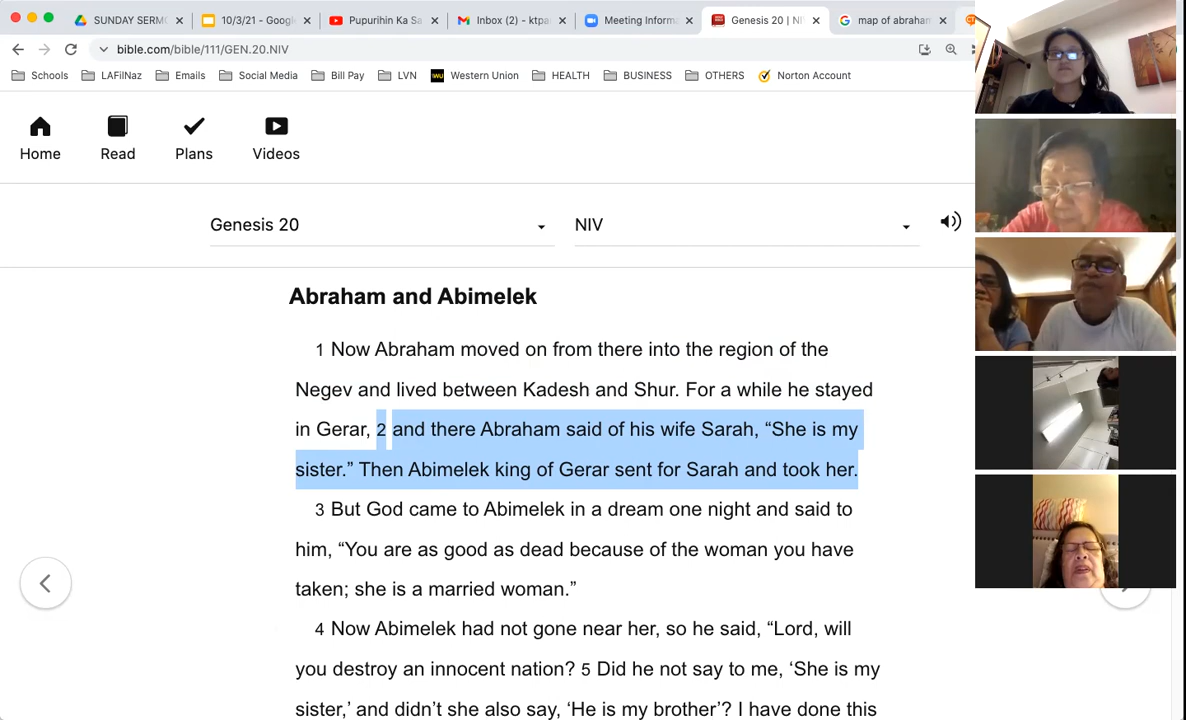 SUNDAY SERM
10/3/21 - Goog
Pupurihin Ka Sa
Inbox (2) - ktpa
Meeting Inform
Genesis 20 | NI
map of abraham
bible.com/bible/111/GEN.20.NIV
Schools LAFilNaz Emails Social Media Bill Pay LVN WU Western Union HEALTH BUSINESS OTHERS Norton Account
Home Read Plans Videos
Genesis 20 NIV
Abraham and Abimelek
1 Now Abraham moved on from there into the region of the
Negev and lived between Kadesh and Shur. For a while he stayed
in Gerar, 2 and there Abraham said of his wife Sarah, “She is my
sister.” Then Abimelek king of Gerar sent for Sarah and took her.
3 But God came to Abimelek in a dream one night and said to
him, “You are as good as dead because of the woman you have
taken; she is a married woman.”
4 Now Abimelek had not gone near her, so he said, “Lord, will
you destroy an innocent nation? 5 Did he not say to me, ‘She is my
sister,’ and didn’t she also say, ‘He is my brother’? I have done this